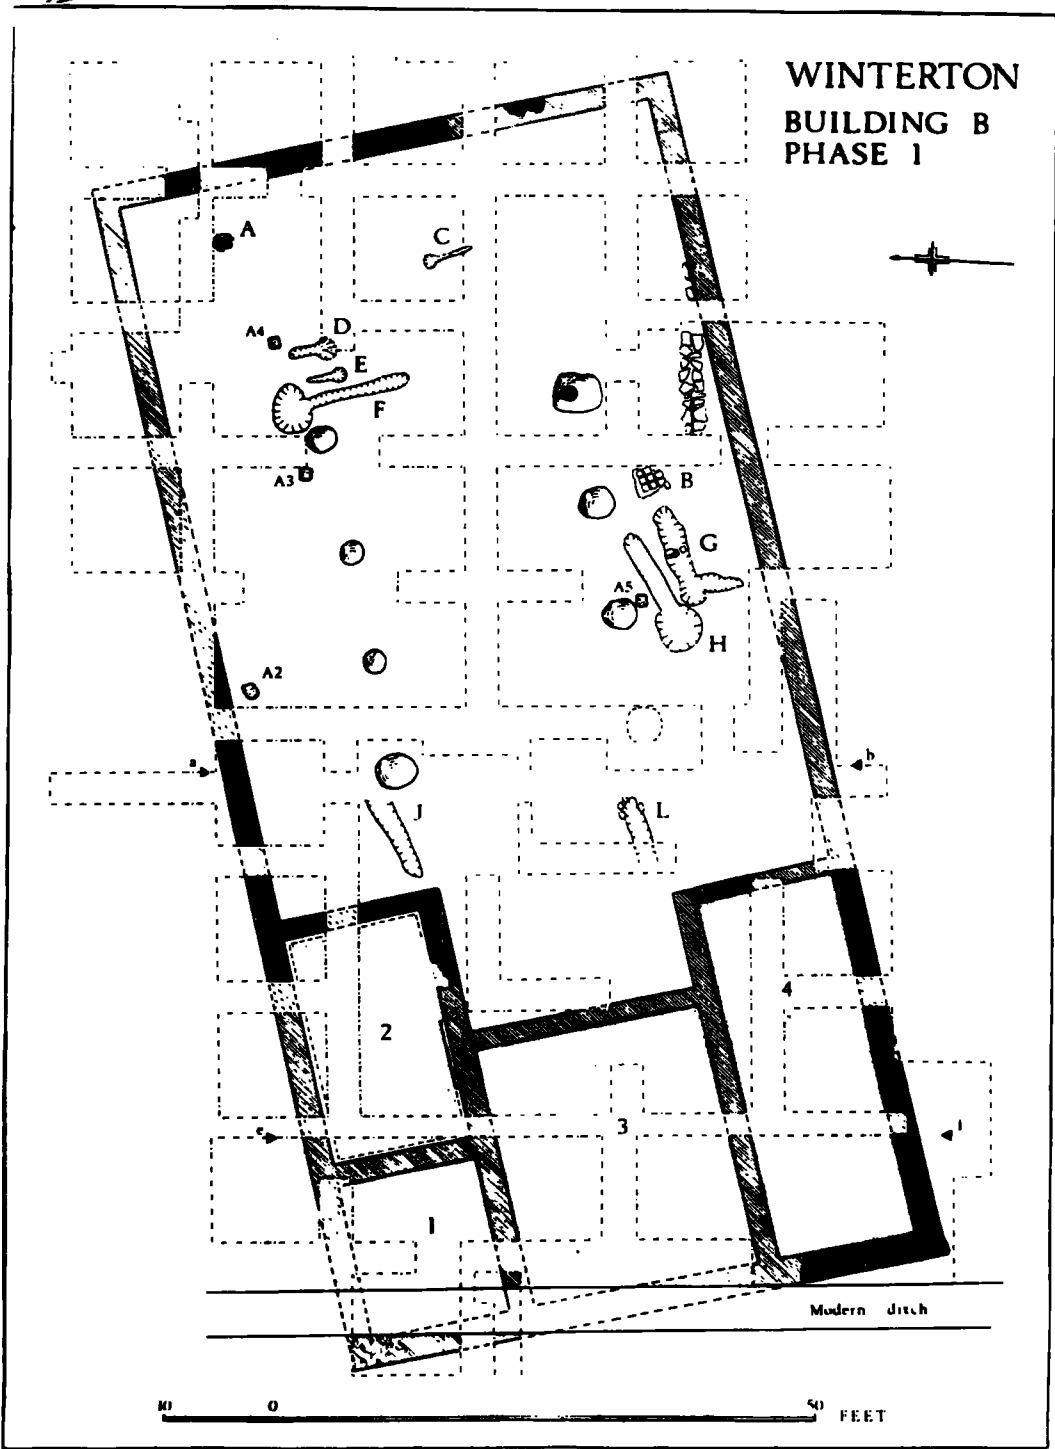 WINTERTON
BUILDING B
PHASE 1
A
C
A4
D
E
F
A3
B
G
A5
H
A2
a
b
J
L
2
4
3
1
Modern ditch
10 0 50 FEET